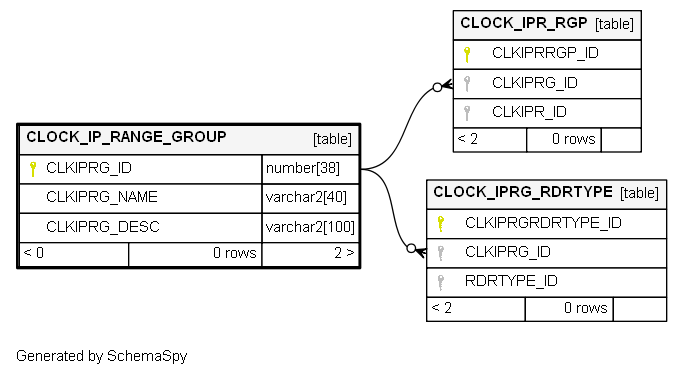 CLOCK_IPR_RGP [table]
CLKIPRRGP_ID
CLKIPRG_ID
CLKIPR_ID
< 2 0 rows
CLOCK_IP_RANGE_GROUP [table]
CLKIPRG_ID number[38]
CLKIPRG_NAME varchar2[40]
CLKIPRG_DESC varchar2[100]
< 0 0 rows 2 >
CLOCK_IPRG_RDRTYPE [table]
CLKIPRGRDRTYPE_ID
CLKIPRG_ID
RDRTYPE_ID
< 2 0 rows
Generated by SchemaSpy